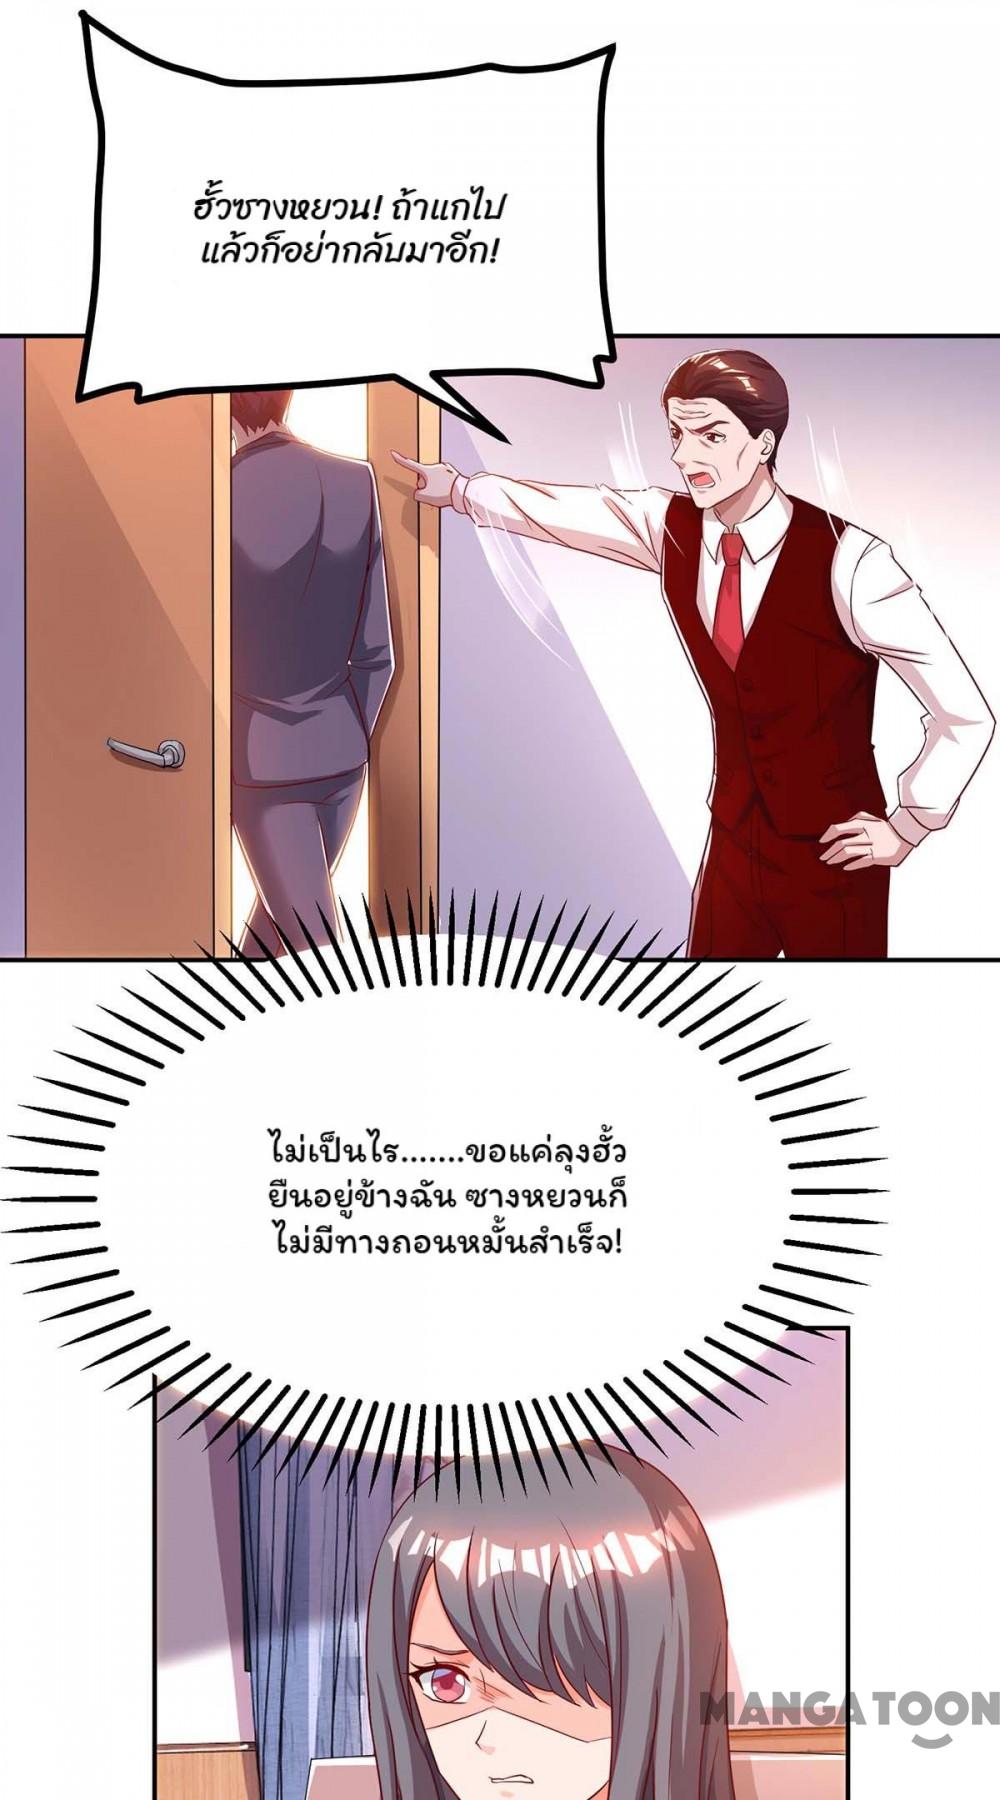 ฮั้วซางหยวน! ถ้าแกไป
แล้วก็อย่ากลับมาอีก!
ไม่เป็นไร.......ขอแค่ลุงฮั้ว
ยืนอยู่ข้างฉัน ซางหยวนก็
ไม่มีทางถอนหมั้นสำเร็จ!
MANGATOON